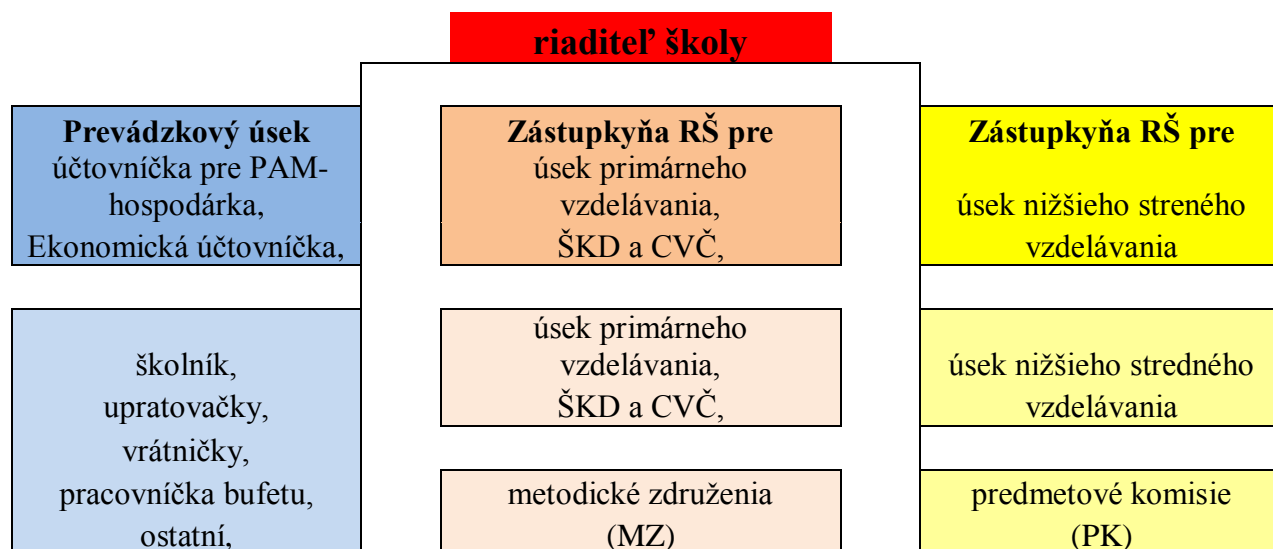 riaditeľ školy
Prevádzkový úsek
účtovníčka pre PAM-
hospodárka,
Ekonomická účtovníčka,
Zástupkyňa RŠ pre
úsek primárneho
vzdelávania,
ŠKD a CVČ,
Zástupkyňa RŠ pre
úsek nižšieho streného
vzdelávania
školník,
upratovačky,
vrátničky,
pracovníčka bufetu,
ostatní,
úsek primárneho
vzdelávania,
ŠKD a CVČ,
úsek nižšieho stredného
vzdelávania
metodické združenia
(MZ)
predmetové komisie
(PK)